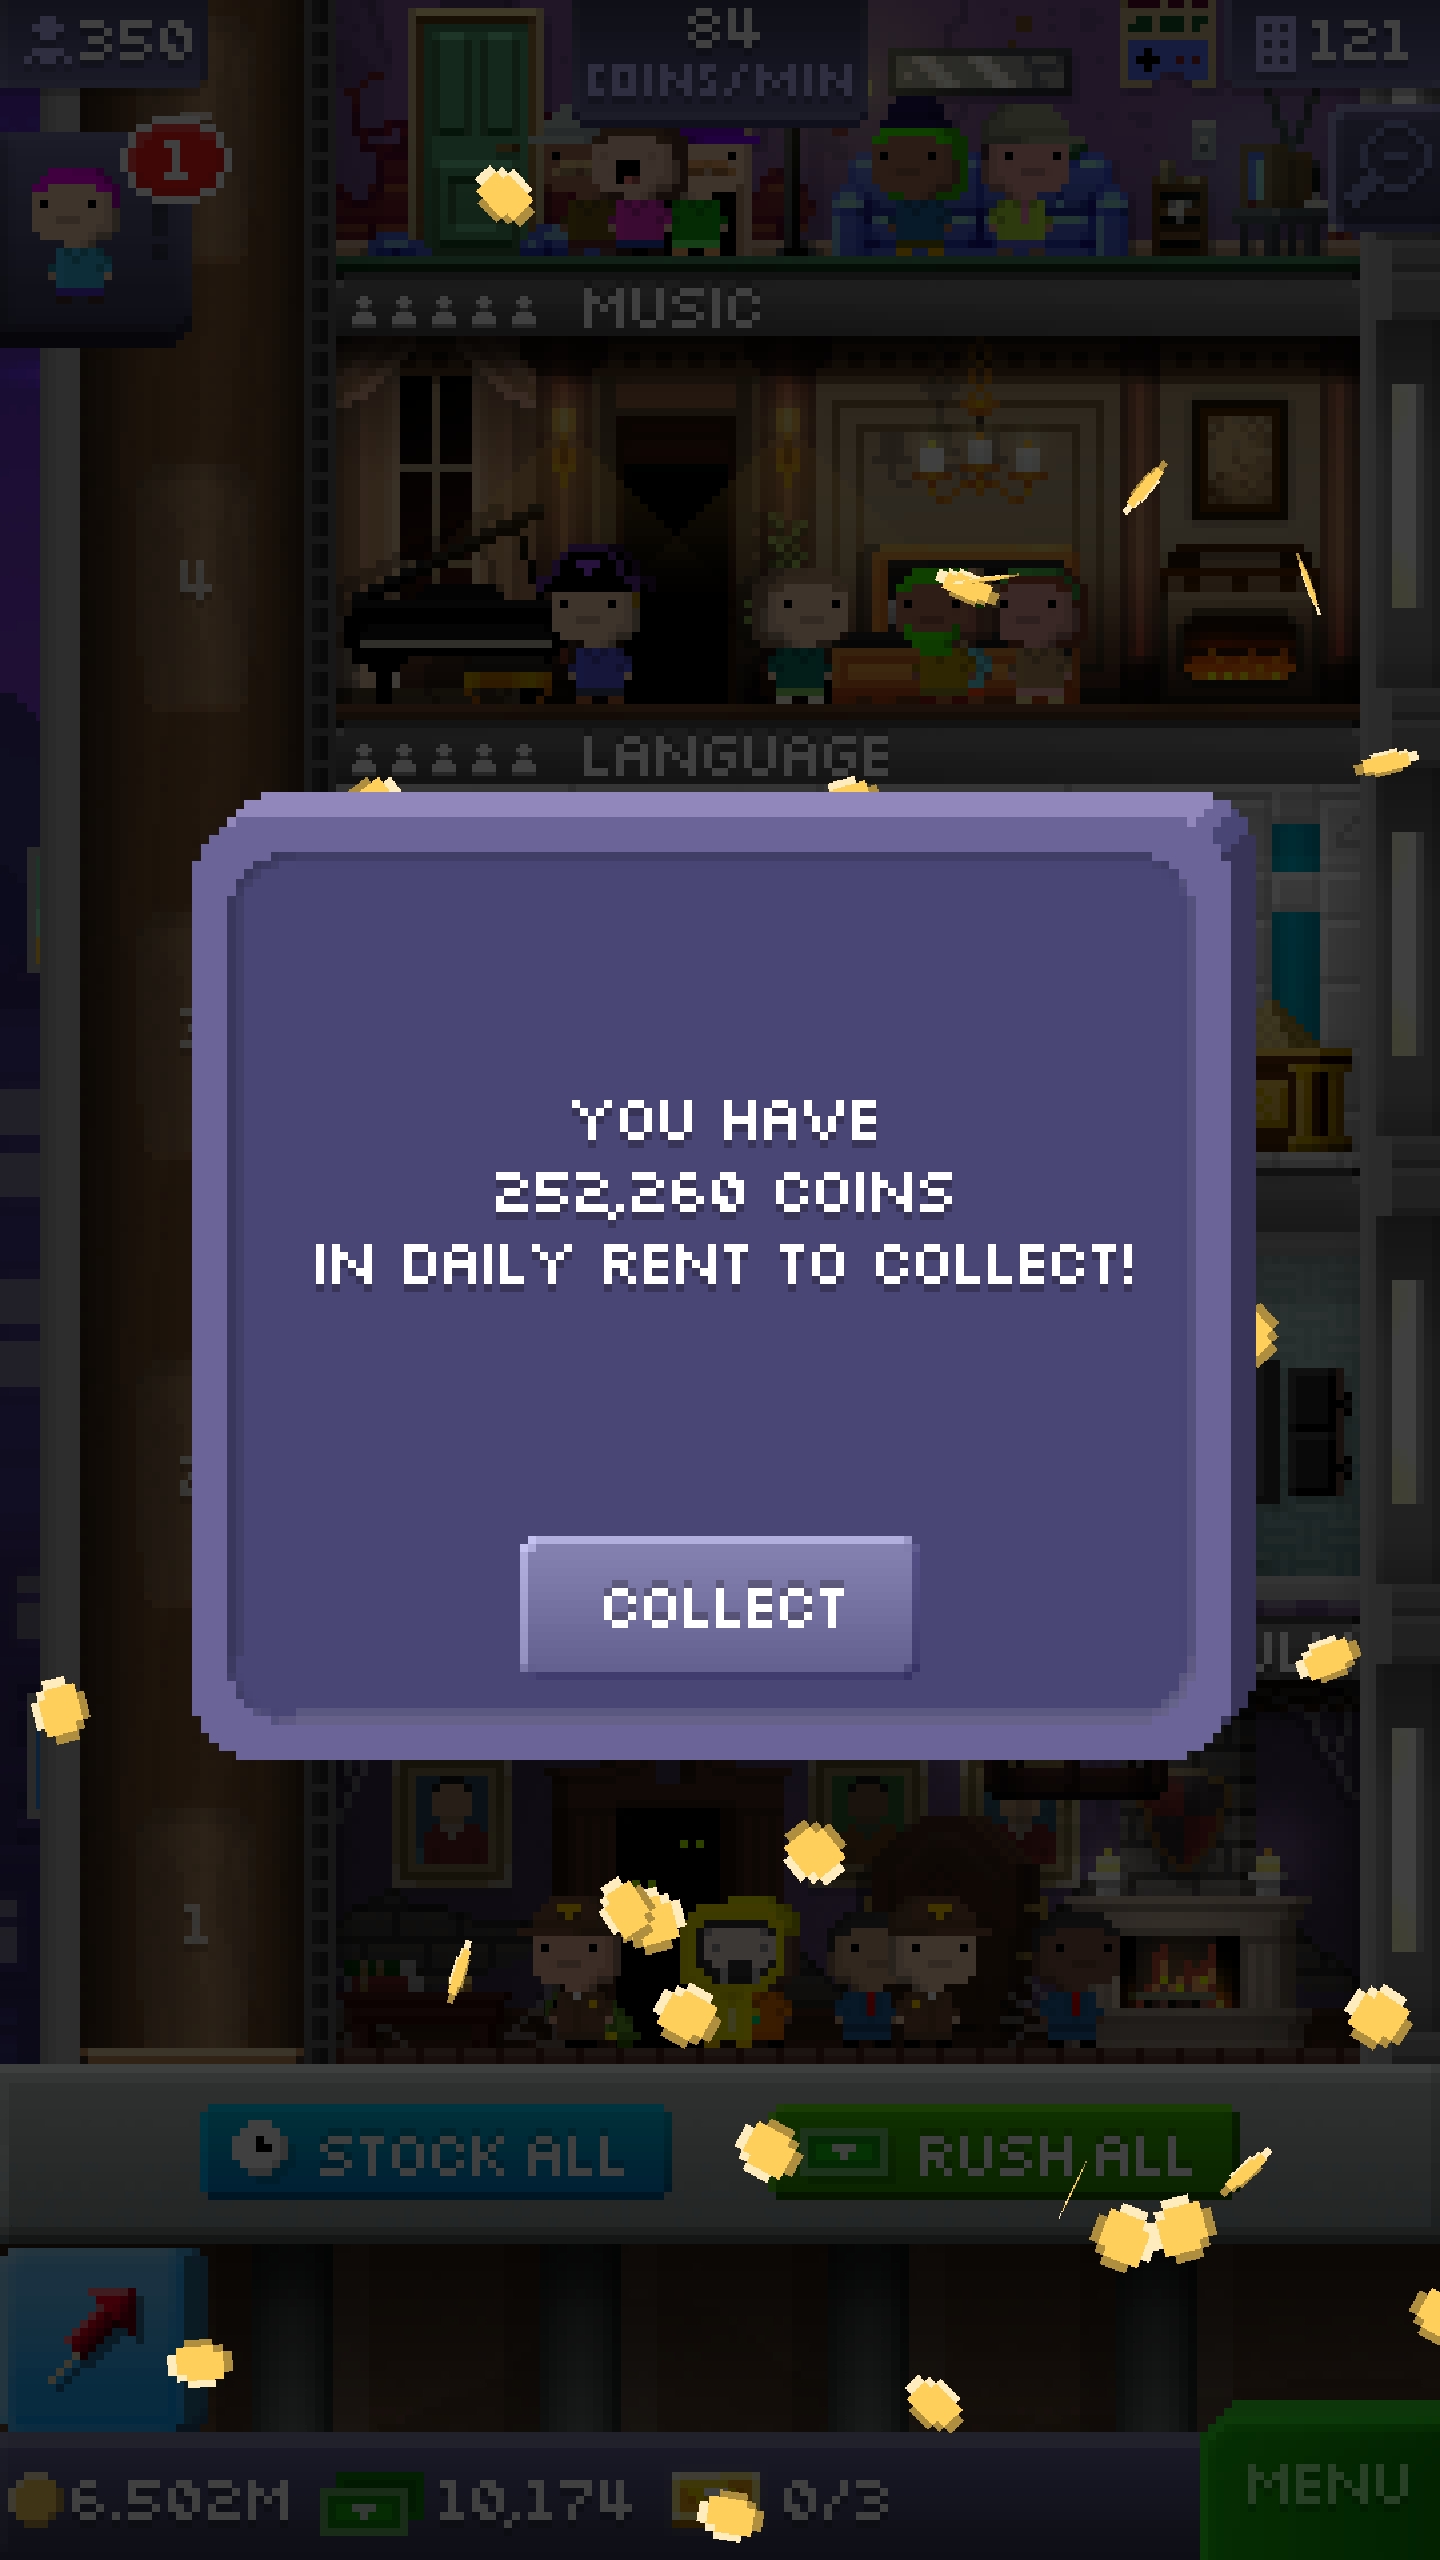 350
84
COINS/MIN
121
1
MUSIC
4
LANGUAGE
YOU HAVE
252,260 COINS
IN DAILY RENT TO COLLECT!
COLLECT
1
STOCK ALL
RUSH ALL
6.502M
10,174
0/3
MENU